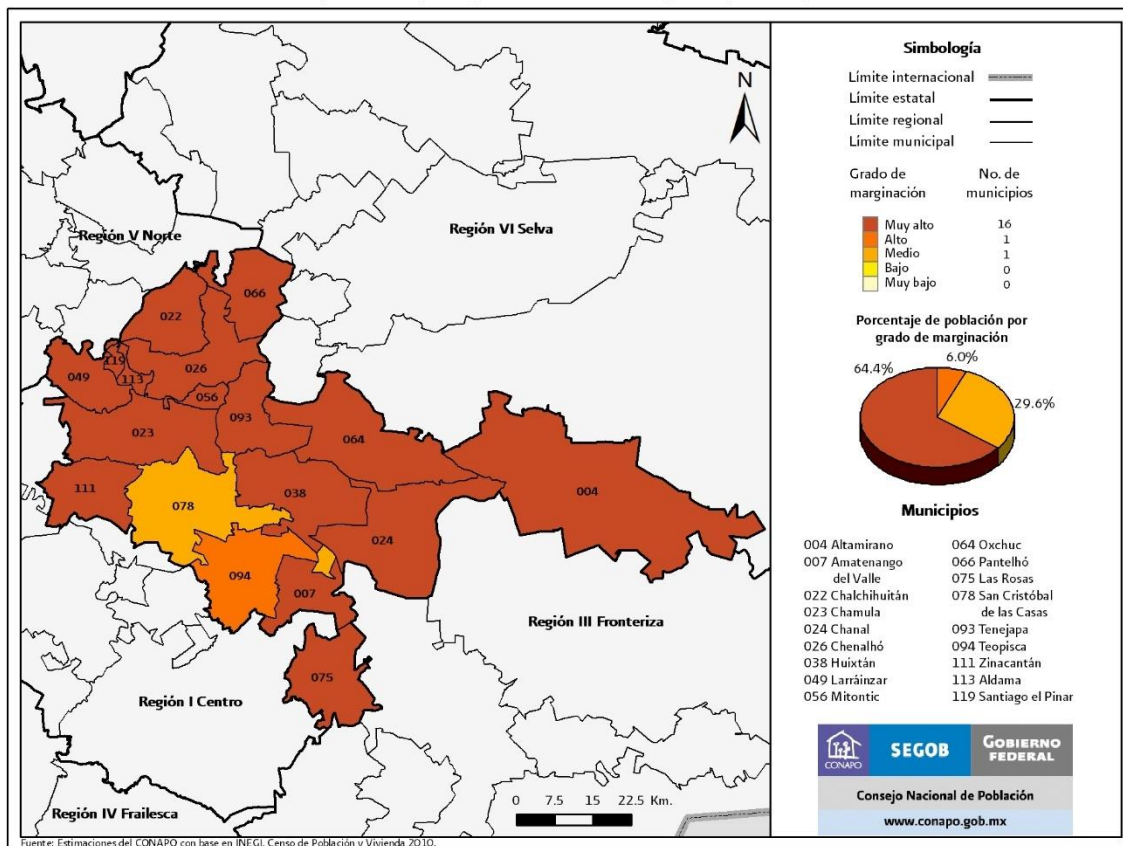 Región V Norte
Región VI Selva
N
066
022
119
026
049
113
056
093
023
064
004
111
078
038
024
094
007
Región III Fronteriza
075
Región I Centro
Región IV Frailesca
0 7.5 15 22.5 Km.
Simbología
Límite internacional
Límite estatal
Límite regional
Límite municipal
Grado de marginación
No. de municipios
Muy alto 16
Alto 1
Medio 1
Bajo 0
Muy bajo 0
Porcentaje de población por
grado de marginación
64.4%
6.0%
29.6%
Municipios
004 Altamirano
007 Amatenango
del Valle
022 Chalchihuitán
023 Chamula
024 Chanal
026 Chenalhó
038 Huixtán
049 Larráinzar
056 Mitontic
064 Oxchuc
066 Pantelhó
075 Las Rosas
078 San Cristóbal
de las Casas
093 Tenejapa
094 Teopisca
111 Zinacantán
113 Aldama
119 Santiago el Pinar
CONAPO
SEGOB
GOBIERNO
FEDERAL
Consejo Nacional de Población
www.conapo.gob.mx
Fuente: Estimaciones del CONAPO con base en INEGI, Censo de Población y Vivienda 2010.